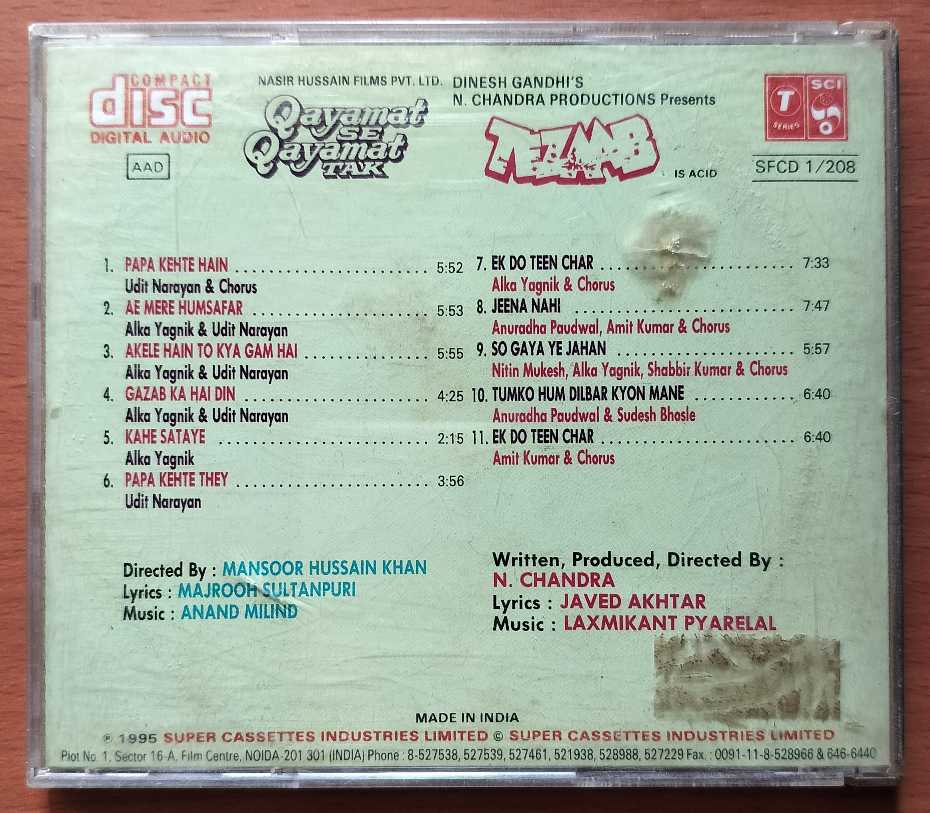 COMPACT
disc
DIGITAL AUDIO
AAD
NASIR HUSSAIN FILMS PVT. LTD.
Qayamat
SE
Qayamat
TAK
DINESH GANDHI'S
N. CHANDRA PRODUCTIONS Presents
TEZAAB
IS ACID
T
SERIES
SCI
SFCD 1/208
1. PAPA KEHTE HAIN 5:52
Udit Narayan & Chorus
2. AE MERE HUMSAFAR 5:53
Alka Yagnik & Udit Narayan
3. AKELE HAIN TO KYA GAM HAI 5:55
Alka Yagnik & Udit Narayan
4. GAZAB KA HAI DIN 4:25
Alka Yagnik & Udit Narayan
5. KAHE SATAYE 2:15
Alka Yagnik
6. PAPA KEHTE THEY 3:56
Udit Narayan
7. EK DO TEEN CHAR 7:33
Alka Yagnik & Chorus
8. JEENA NAHI 7:47
Anuradha Paudwal, Amit Kumar & Chorus
9. SO GAYA YE JAHAN 5:57
Nitin Mukesh, Alka Yagnik, Shabbir Kumar & Chorus
10. TUMKO HUM DILBAR KYON MANE 6:40
Anuradha Paudwal & Sudesh Bhosle
11. EK DO TEEN CHAR 6:40
Amit Kumar & Chorus
Directed By : MANSOOR HUSSAIN KHAN
Lyrics : MAJROOH SULTANPURI
Music : ANAND MILIND
Written, Produced, Directed By :
N. CHANDRA
Lyrics : JAVED AKHTAR
Music : LAXMIKANT PYARELAL
MADE IN INDIA
℗ 1995 SUPER CASSETTES INDUSTRIES LIMITED © SUPER CASSETTES INDUSTRIES LIMITED
Plot No. 1, Sector 16-A, Film Centre, NOIDA-201 301 (INDIA) Phone : 8-527538, 527539, 527461, 521938, 528988, 527229 Fax. : 0091-11-8-528966 & 646-6440